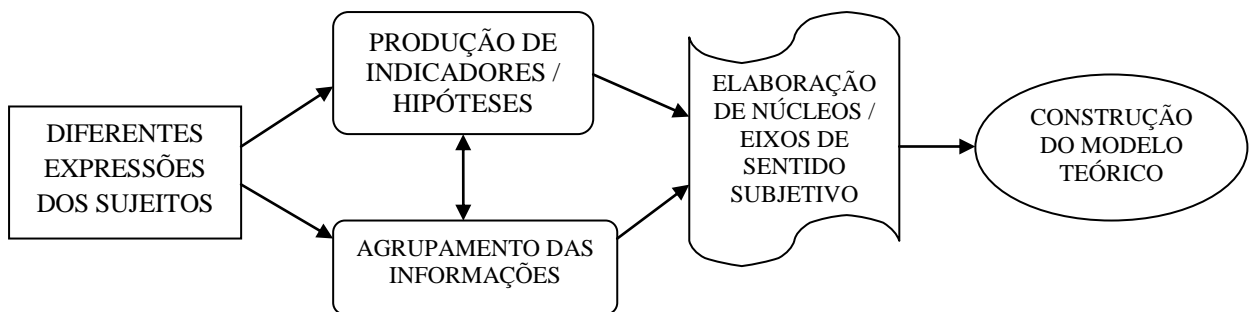 DIFERENTES
EXPRESSÕES
DOS SUJEITOS
PRODUÇÃO DE
INDICADORES /
HIPÓTESES
AGRUPAMENTO DAS
INFORMAÇÕES
ELABORAÇÃO
DE NÚCLEOS /
EIXOS DE
SENTIDO
SUBJETIVO
CONSTRUÇÃO
DO MODELO
TEÓRICO